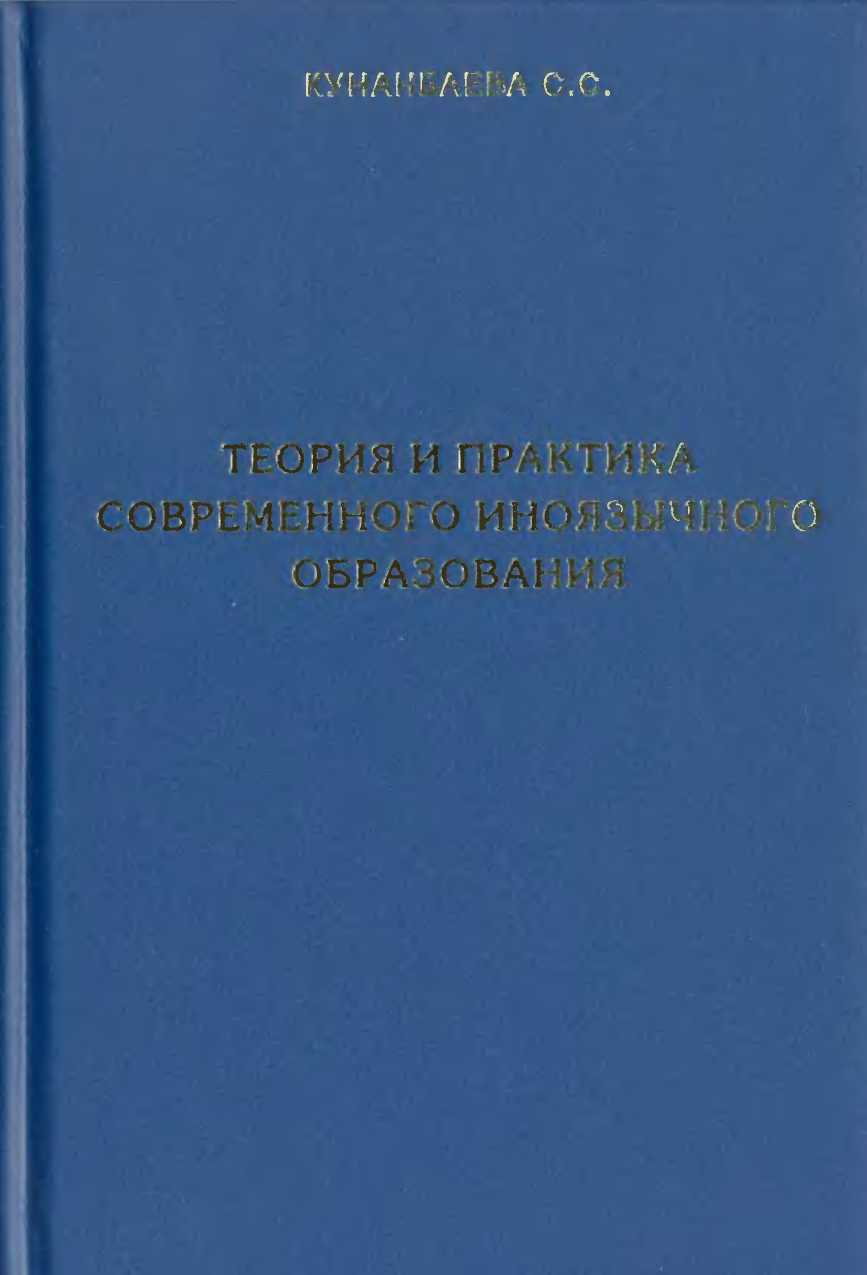 КУНАНБАЕВА С.С.
ТЕОРИЯ И ПРАКТИКА
СОВРЕМЕННОГО ИНОЯЗЫЧНОГО
ОБРАЗОВАНИЯ